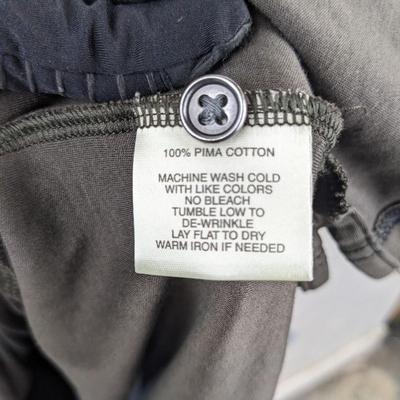 100% PIMA COTTON
MACHINE WASH COLD
WITH LIKE COLORS
NO BLEACH
TUMBLE LOW TO
DE-WRINKLE
LAY FLAT TO DRY
WARM IRON IF NEEDED